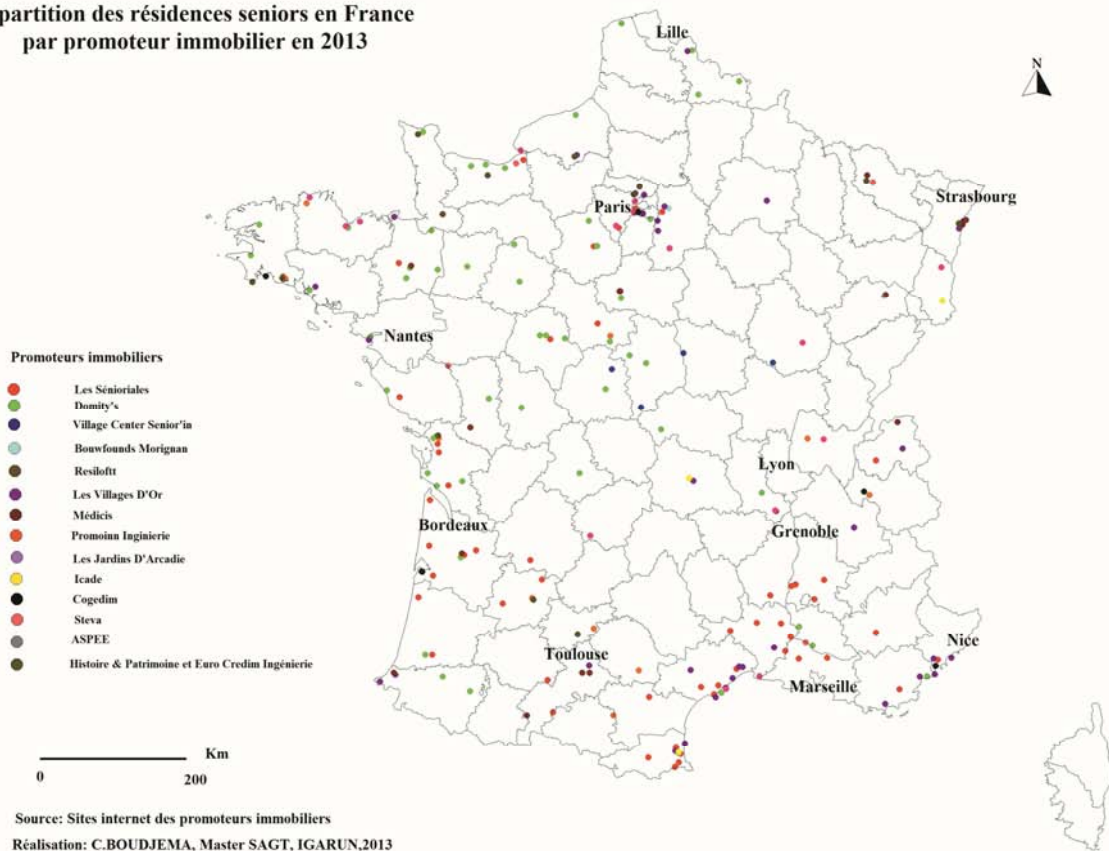 partition des résidences seniors en France
par promoteur immobilier en 2013
Lille
N
Paris
Strasbourg
Nantes
Promoteurs immobiliers
Les Sénioriales
Domity's
Village Center Senior'in
Bouwfounds Morignan
Resiloftt
Les Villages D'Or
Médicis
Promoinn Inginierie
Les Jardins D'Arcadie
Icade
Cogedim
Steva
ASPEE
Histoire & Patrimoine et Euro Credim Ingénierie
Lyon
Bordeaux
Grenoble
Toulouse
Nice
Marseille
Km
0 200
Source: Sites internet des promoteurs immobiliers
Réalisation: C.BOUDJEMA, Master SAGT, IGARUN,2013